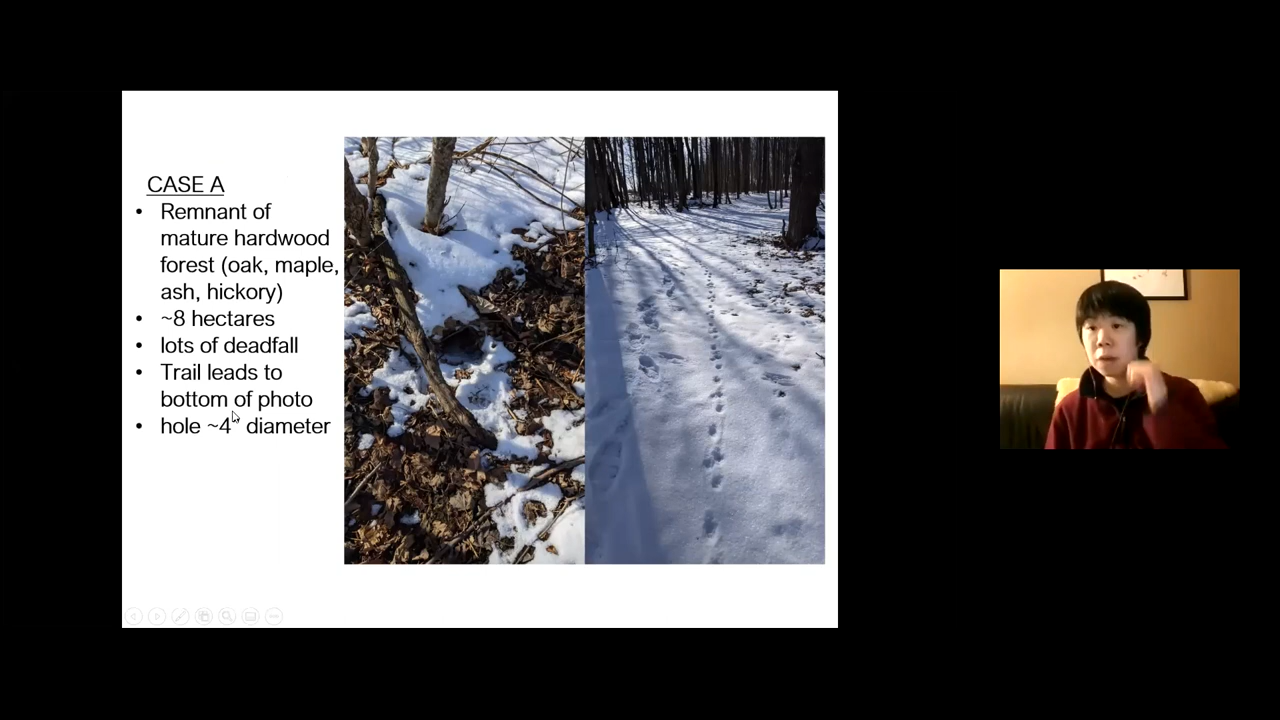 CASE A
• Remnant of
mature hardwood
forest (oak, maple,
ash, hickory)
• ~8 hectares
• lots of deadfall
• Trail leads to
bottom of photo
• hole ~4" diameter